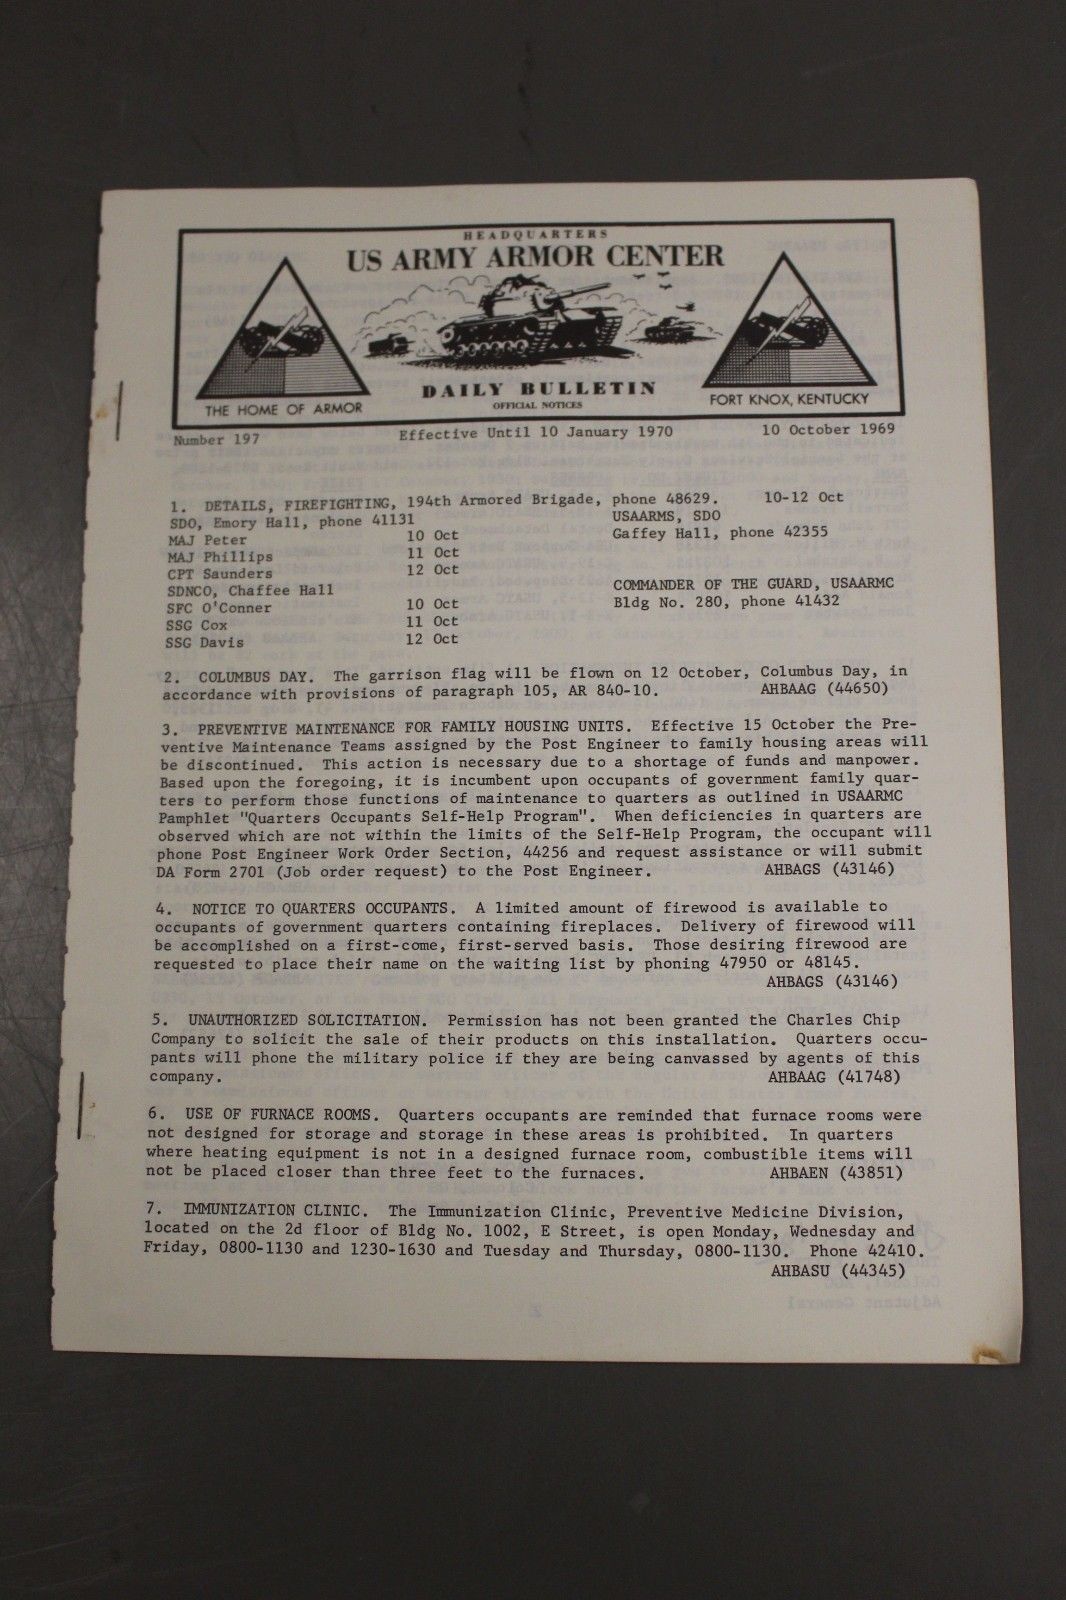 HEADQUARTERS
US ARMY ARMOR CENTER
DAILY BULLETIN
OFFICIAL NOTICES
THE HOME OF ARMOR
FORT KNOX, KENTUCKY
Number 197 Effective Until 10 January 1970 10 October 1969
1. DETAILS, FIREFIGHTING, 194th Armored Brigade, phone 48629. 10-12 Oct
SDO, Emory Hall, phone 41131 USAARMS, SDO
MAJ Peter 10 Oct Gaffey Hall, phone 42355
MAJ Phillips 11 Oct
CPT Saunders 12 Oct
SDNCO, Chaffee Hall COMMANDER OF THE GUARD, USAARMC
SFC O'Conner 10 Oct Bldg No. 280, phone 41432
SSG Cox 11 Oct
SSG Davis 12 Oct
2. COLUMBUS DAY. The garrison flag will be flown on 12 October, Columbus Day, in
accordance with provisions of paragraph 105, AR 840-10. AHBAAG (44650)
3. PREVENTIVE MAINTENANCE FOR FAMILY HOUSING UNITS. Effective 15 October the Pre-
ventive Maintenance Teams assigned by the Post Engineer to family housing areas will
be discontinued. This action is necessary due to a shortage of funds and manpower.
Based upon the foregoing, it is incumbent upon occupants of government family quar-
ters to perform those functions of maintenance to quarters as outlined in USAARMC
Pamphlet "Quarters Occupants Self-Help Program". When deficiencies in quarters are
observed which are not within the limits of the Self-Help Program, the occupant will
phone Post Engineer Work Order Section, 44256 and request assistance or will submit
DA Form 2701 (Job order request) to the Post Engineer. AHBAGS (43146)
4. NOTICE TO QUARTERS OCCUPANTS. A limited amount of firewood is available to
occupants of government quarters containing fireplaces. Delivery of firewood will
be accomplished on a first-come, first-served basis. Those desiring firewood are
requested to place their name on the waiting list by phoning 47950 or 48145.
AHBAGS (43146)
5. UNAUTHORIZED SOLICITATION. Permission has not been granted the Charles Chip
Company to solicit the sale of their products on this installation. Quarters occu-
pants will phone the military police if they are being canvassed by agents of this
company. AHBAAG (41748)
6. USE OF FURNACE ROOMS. Quarters occupants are reminded that furnace rooms were
not designed for storage and storage in these areas is prohibited. In quarters
where heating equipment is not in a designed furnace room, combustible items will
not be placed closer than three feet to the furnaces. AHBAEN (43851)
7. IMMUNIZATION CLINIC. The Immunization Clinic, Preventive Medicine Division,
located on the 2d floor of Bldg No. 1002, E Street, is open Monday, Wednesday and
Friday, 0800-1130 and 1230-1630 and Tuesday and Thursday, 0800-1130. Phone 42410.
AHBASU (44345)